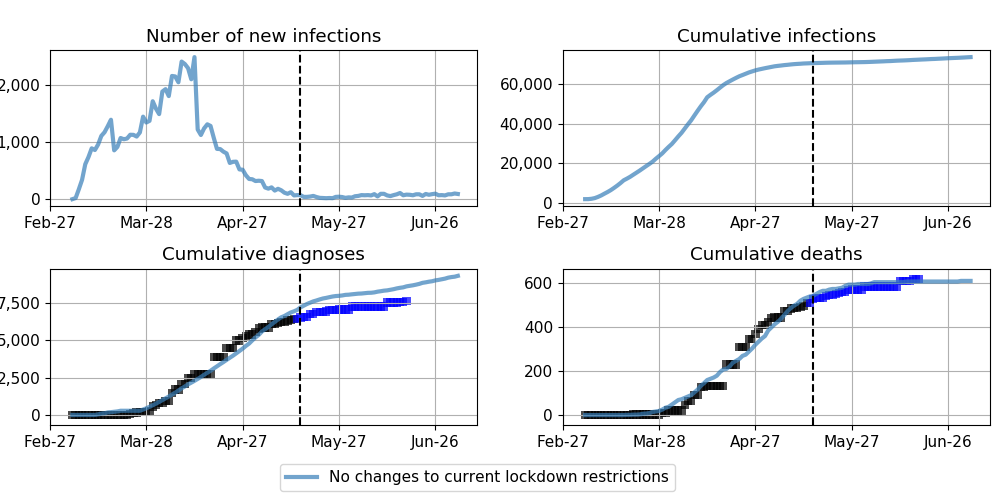 Number of new infections
Cumulative infections
2,000
1,000
0
60,000
40,000
20,000
0
Feb-27 Mar-28 Apr-27 May-27 Jun-26
Feb-27 Mar-28 Apr-27 May-27 Jun-26
Cumulative diagnoses
Cumulative deaths
7,500
5,000
2,500
0
600
400
200
0
Feb-27 Mar-28 Apr-27 May-27 Jun-26
Feb-27 Mar-28 Apr-27 May-27 Jun-26
No changes to current lockdown restrictions